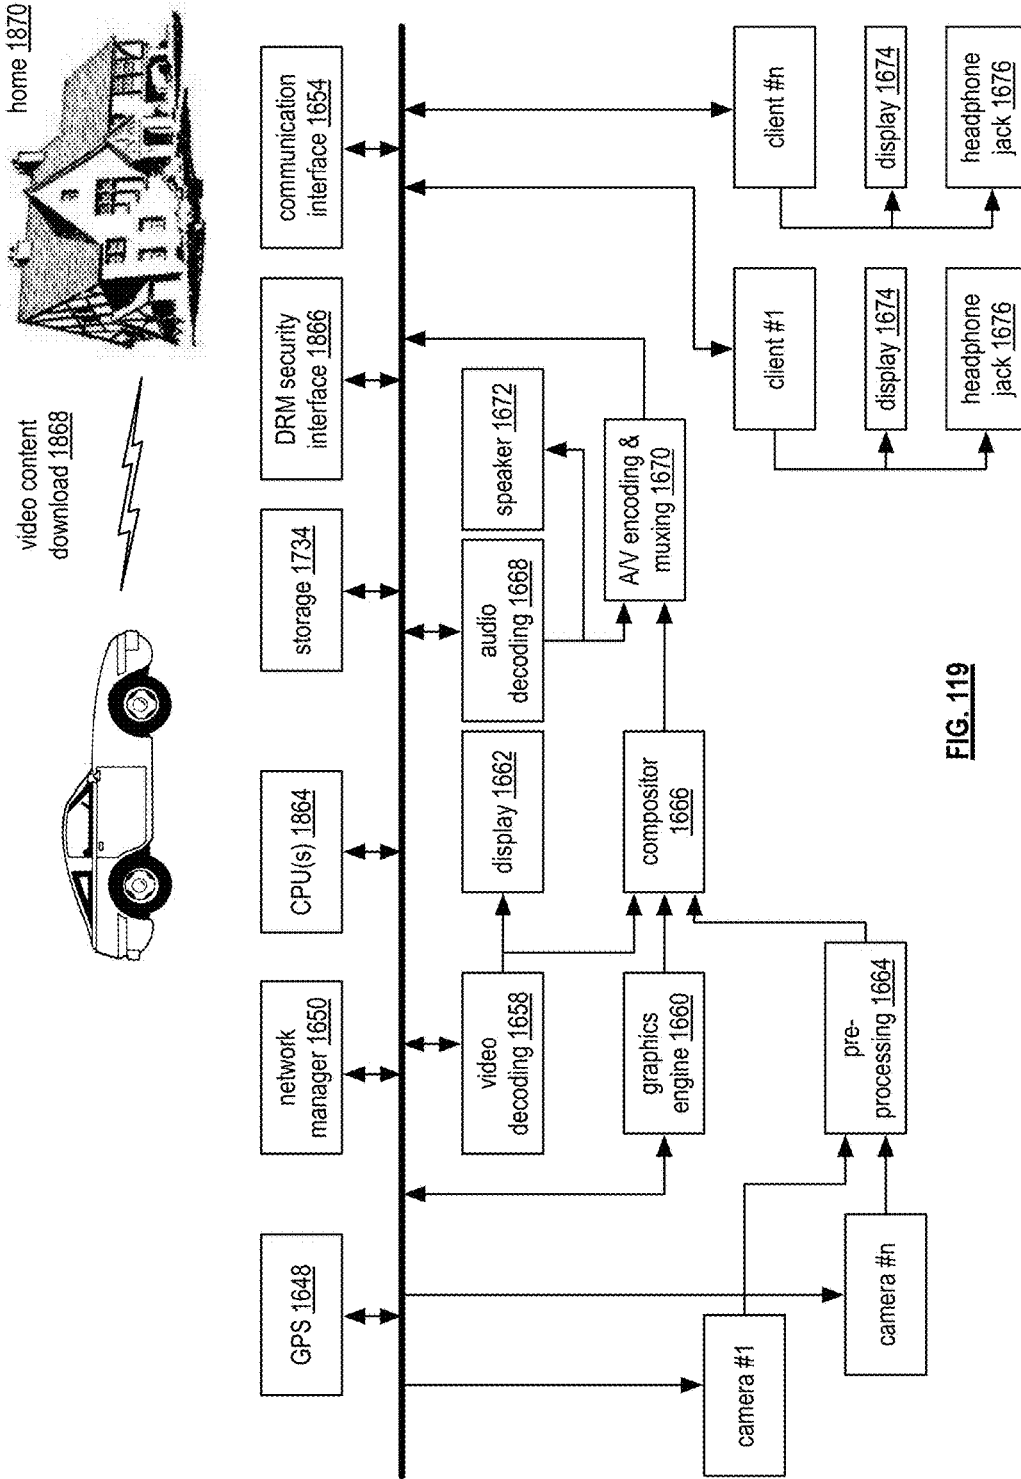 video content
download 1868
home 1870
GPS 1648
network
manager 1650
CPU(s) 1864
storage 1734
DRM security
interface 1866
communication
interface 1654
video
decoding 1658
display 1662
audio
decoding 1668
speaker 1672
graphics
engine 1660
compositor
1666
A/V encoding &
muxing 1670
camera #1
camera #n
pre-
processing 1664
client #1
client #n
display 1674
display 1674
headphone
jack 1676
headphone
jack 1676
FIG. 119